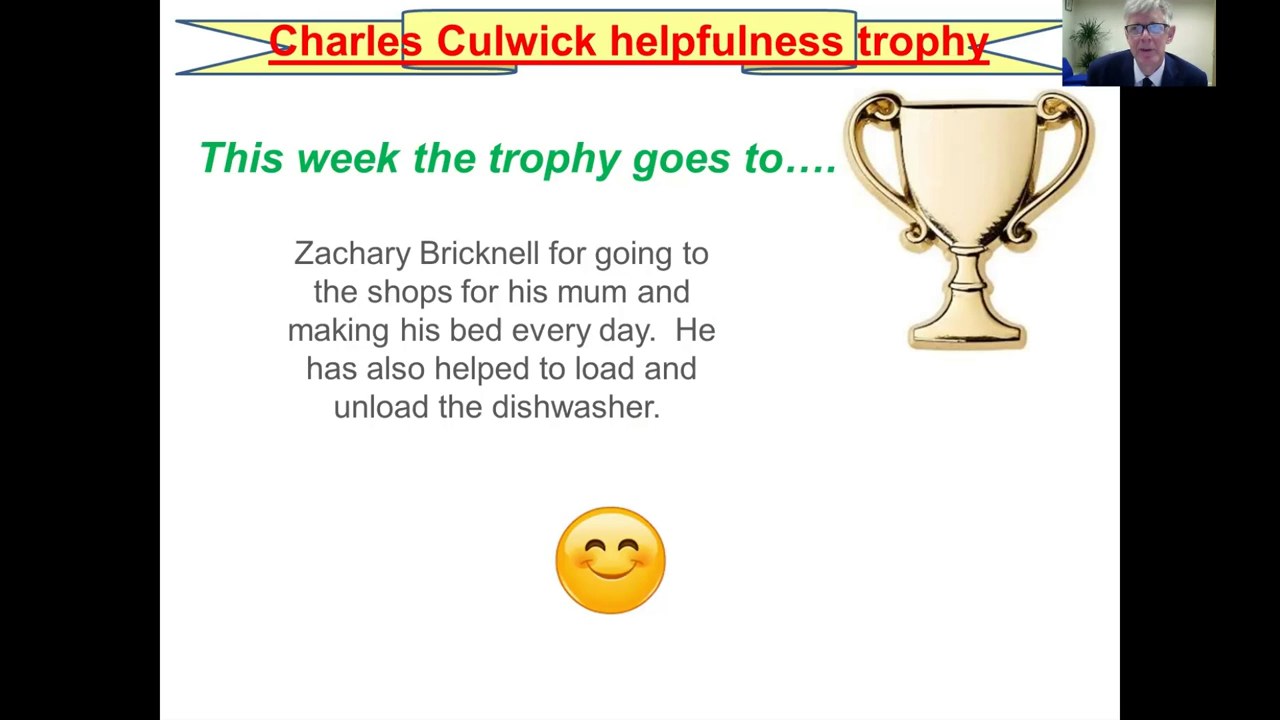 Charles Culwick helpfulness trophy
This week the trophy goes to….
Zachary Bricknell for going to
the shops for his mum and
making his bed every day.  He
has also helped to load and
unload the dishwasher.